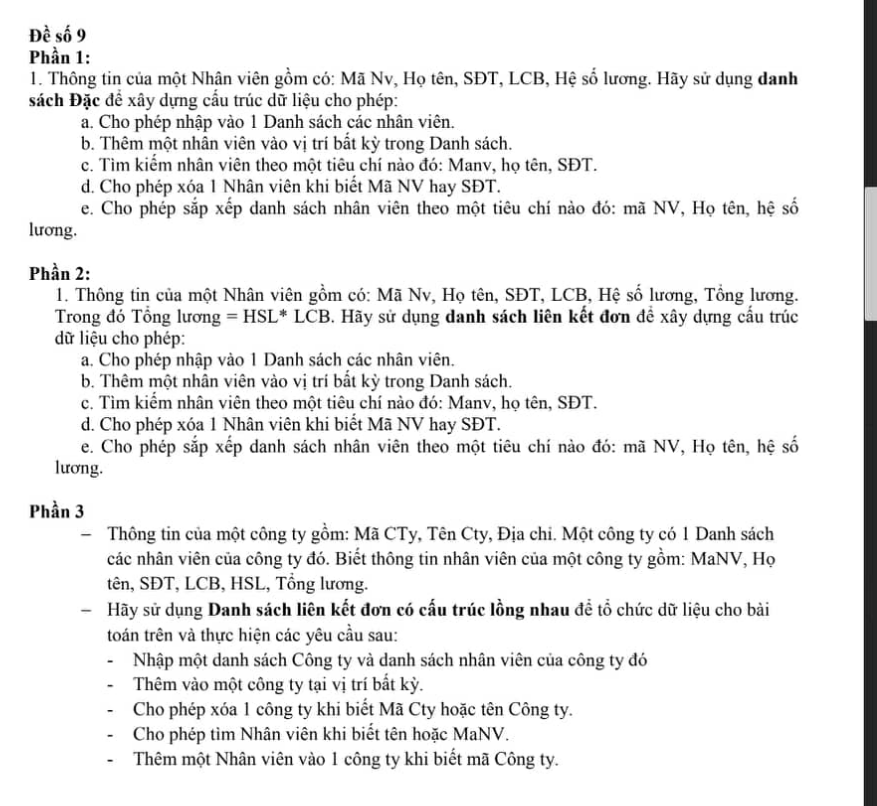 Đề số 9
Phần 1:
1. Thông tin của một Nhân viên gồm có: Mã Nv, Họ tên, SĐT, LCB, Hệ số lương. Hãy sử dụng danh
sách Đặc để xây dựng cấu trúc dữ liệu cho phép:
a. Cho phép nhập vào 1 Danh sách các nhân viên.
b. Thêm một nhân viên vào vị trí bất kỳ trong Danh sách.
c. Tìm kiếm nhân viên theo một tiêu chí nào đó: Manv, họ tên, SĐT.
d. Cho phép xóa 1 Nhân viên khi biết Mã NV hay SĐT.
e. Cho phép sắp xếp danh sách nhân viên theo một tiêu chí nào đó: mã NV, Họ tên, hệ số
lương.
Phần 2:
1. Thông tin của một Nhân viên gồm có: Mã Nv, Họ tên, SĐT, LCB, Hệ số lương, Tổng lương.
Trong đó Tổng lương = HSL* LCB. Hãy sử dụng danh sách liên kết đơn để xây dựng cấu trúc
dữ liệu cho phép:
a. Cho phép nhập vào 1 Danh sách các nhân viên.
b. Thêm một nhân viên vào vị trí bất kỳ trong Danh sách.
c. Tìm kiếm nhân viên theo một tiêu chí nào đó: Manv, họ tên, SĐT.
d. Cho phép xóa 1 Nhân viên khi biết Mã NV hay SĐT.
e. Cho phép sắp xếp danh sách nhân viên theo một tiêu chí nào đó: mã NV, Họ tên, hệ số
lương.
Phần 3
– Thông tin của một công ty gồm: Mã CTy, Tên Cty, Địa chỉ. Một công ty có 1 Danh sách
các nhân viên của công ty đó. Biết thông tin nhân viên của một công ty gồm: MaNV, Họ
tên, SĐT, LCB, HSL, Tổng lương.
– Hãy sử dụng Danh sách liên kết đơn có cấu trúc lồng nhau để tổ chức dữ liệu cho bài
toán trên và thực hiện các yêu cầu sau:
- Nhập một danh sách Công ty và danh sách nhân viên của công ty đó
- Thêm vào một công ty tại vị trí bất kỳ.
- Cho phép xóa 1 công ty khi biết Mã Cty hoặc tên Công ty.
- Cho phép tìm Nhân viên khi biết tên hoặc MaNV.
- Thêm một Nhân viên vào 1 công ty khi biết mã Công ty.